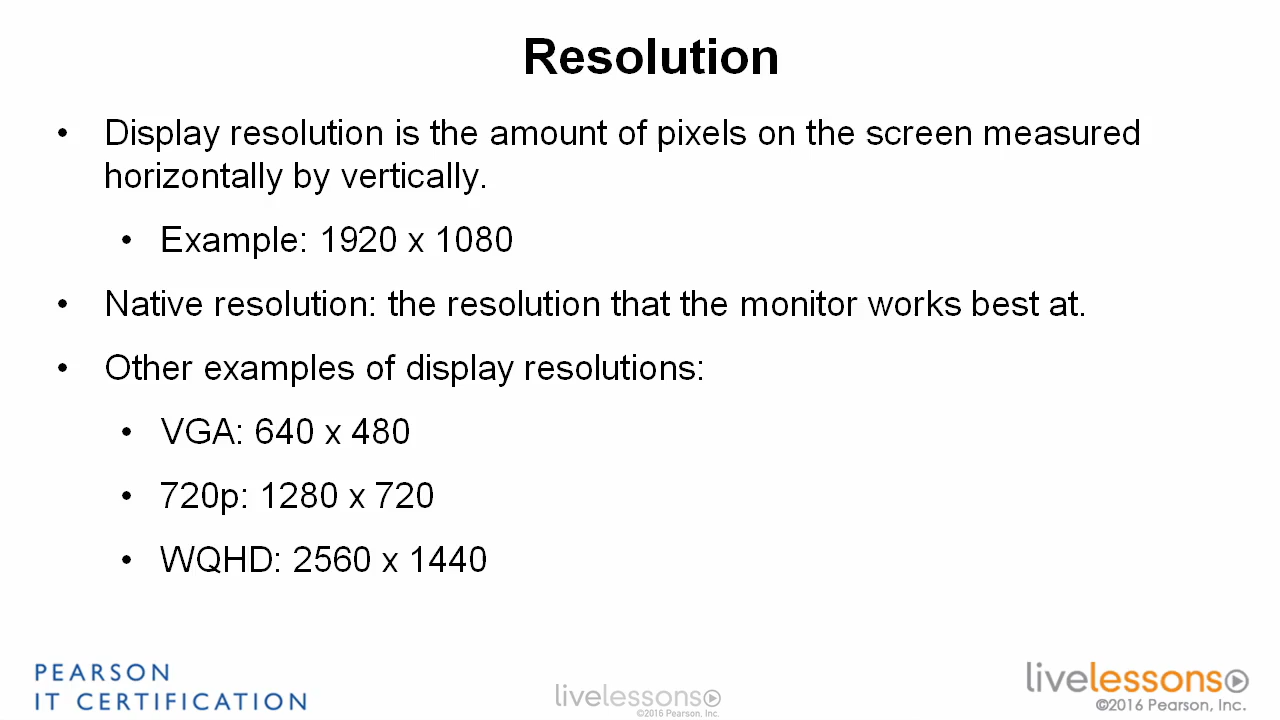 Resolution
• Display resolution is the amount of pixels on the screen measured
horizontally by vertically.
• Example: 1920 x 1080
• Native resolution: the resolution that the monitor works best at.
• Other examples of display resolutions:
• VGA: 640 x 480
• 720p: 1280 x 720
• WQHD: 2560 x 1440
PEARSON
IT CERTIFICATION
livelessons
©2016 Pearson, Inc.
livelessons
©2016 Pearson, Inc.